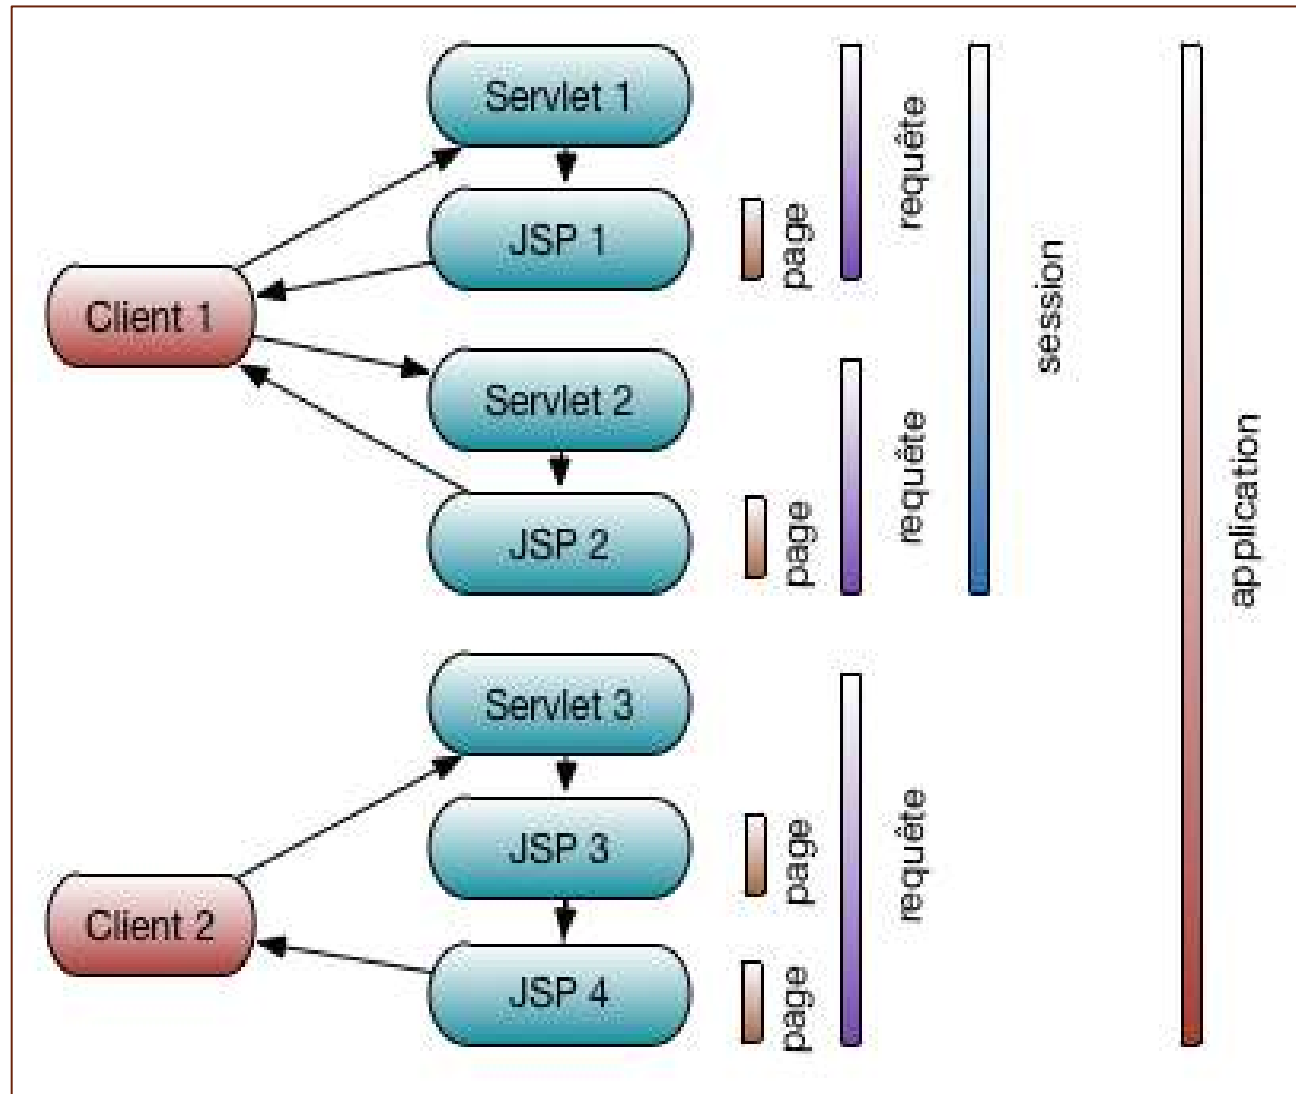 Servlet 1
JSP 1
Client 1
Servlet 2
JSP 2
Servlet 3
JSP 3
Client 2
JSP 4
page
requête
page
requête
session
page
page
requête
application